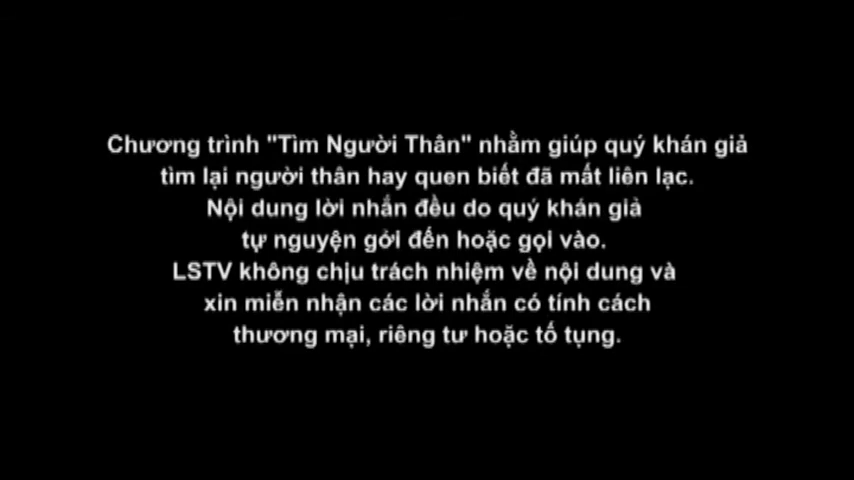 Chương trình "Tìm Người Thân" nhằm giúp quý khán giả
tìm lại người thân hay quen biết đã mất liên lạc.
Nội dung lời nhắn đều do quý khán giả
tự nguyện gởi đến hoặc gọi vào.
LSTV không chịu trách nhiệm về nội dung và
xin miễn nhận các lời nhắn có tính cách
thương mại, riêng tư hoặc tố tụng.